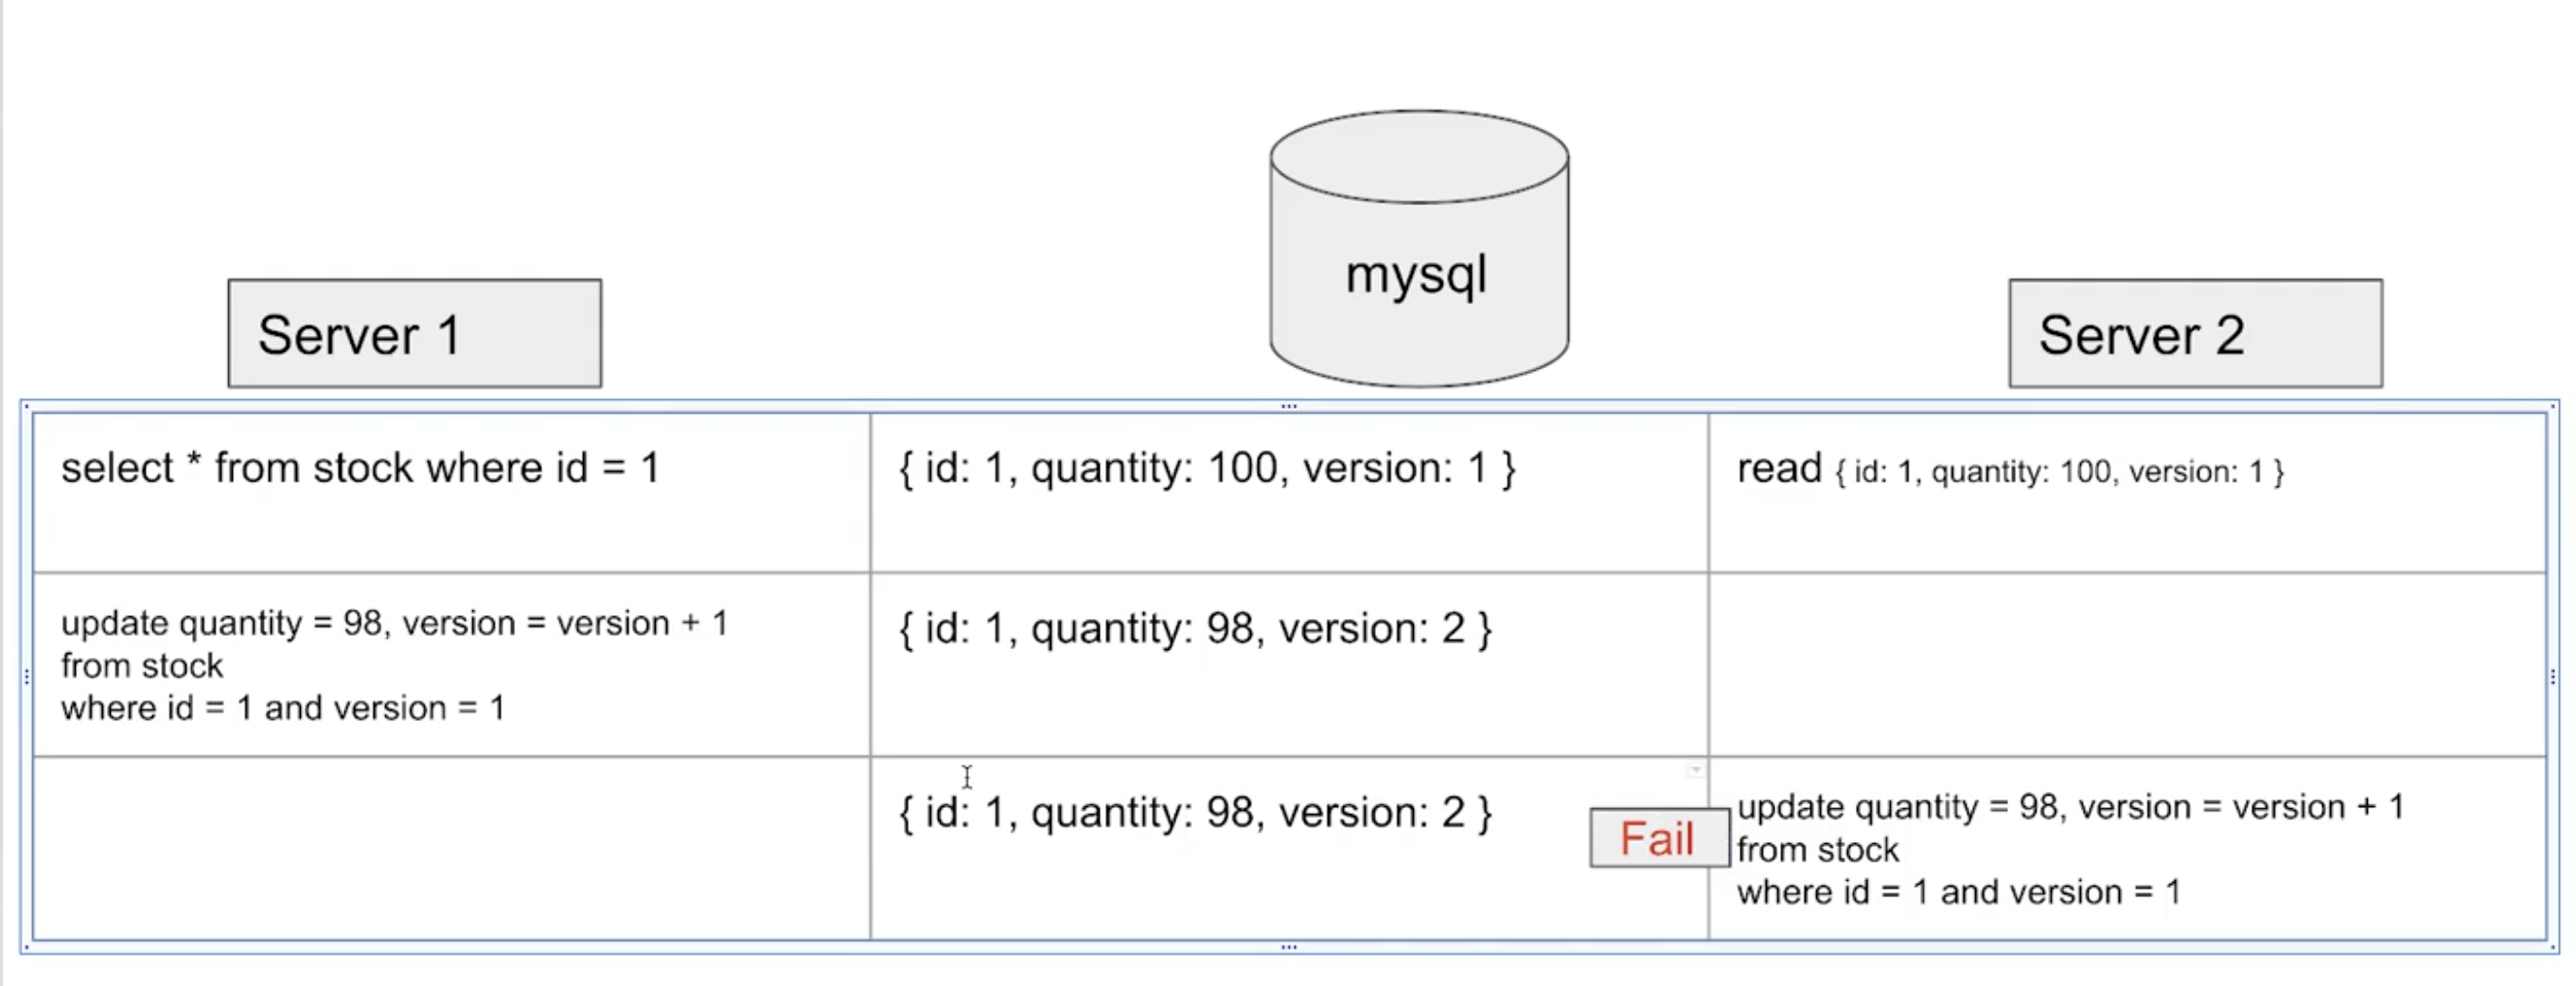 mysql
Server 1
Server 2
select * from stock where id = 1
{ id: 1, quantity: 100, version: 1 }
read { id: 1, quantity: 100, version: 1 }
update quantity = 98, version = version + 1
from stock
where id = 1 and version = 1
{ id: 1, quantity: 98, version: 2 }
{ id: 1, quantity: 98, version: 2 }
Fail
update quantity = 98, version = version + 1
from stock
where id = 1 and version = 1